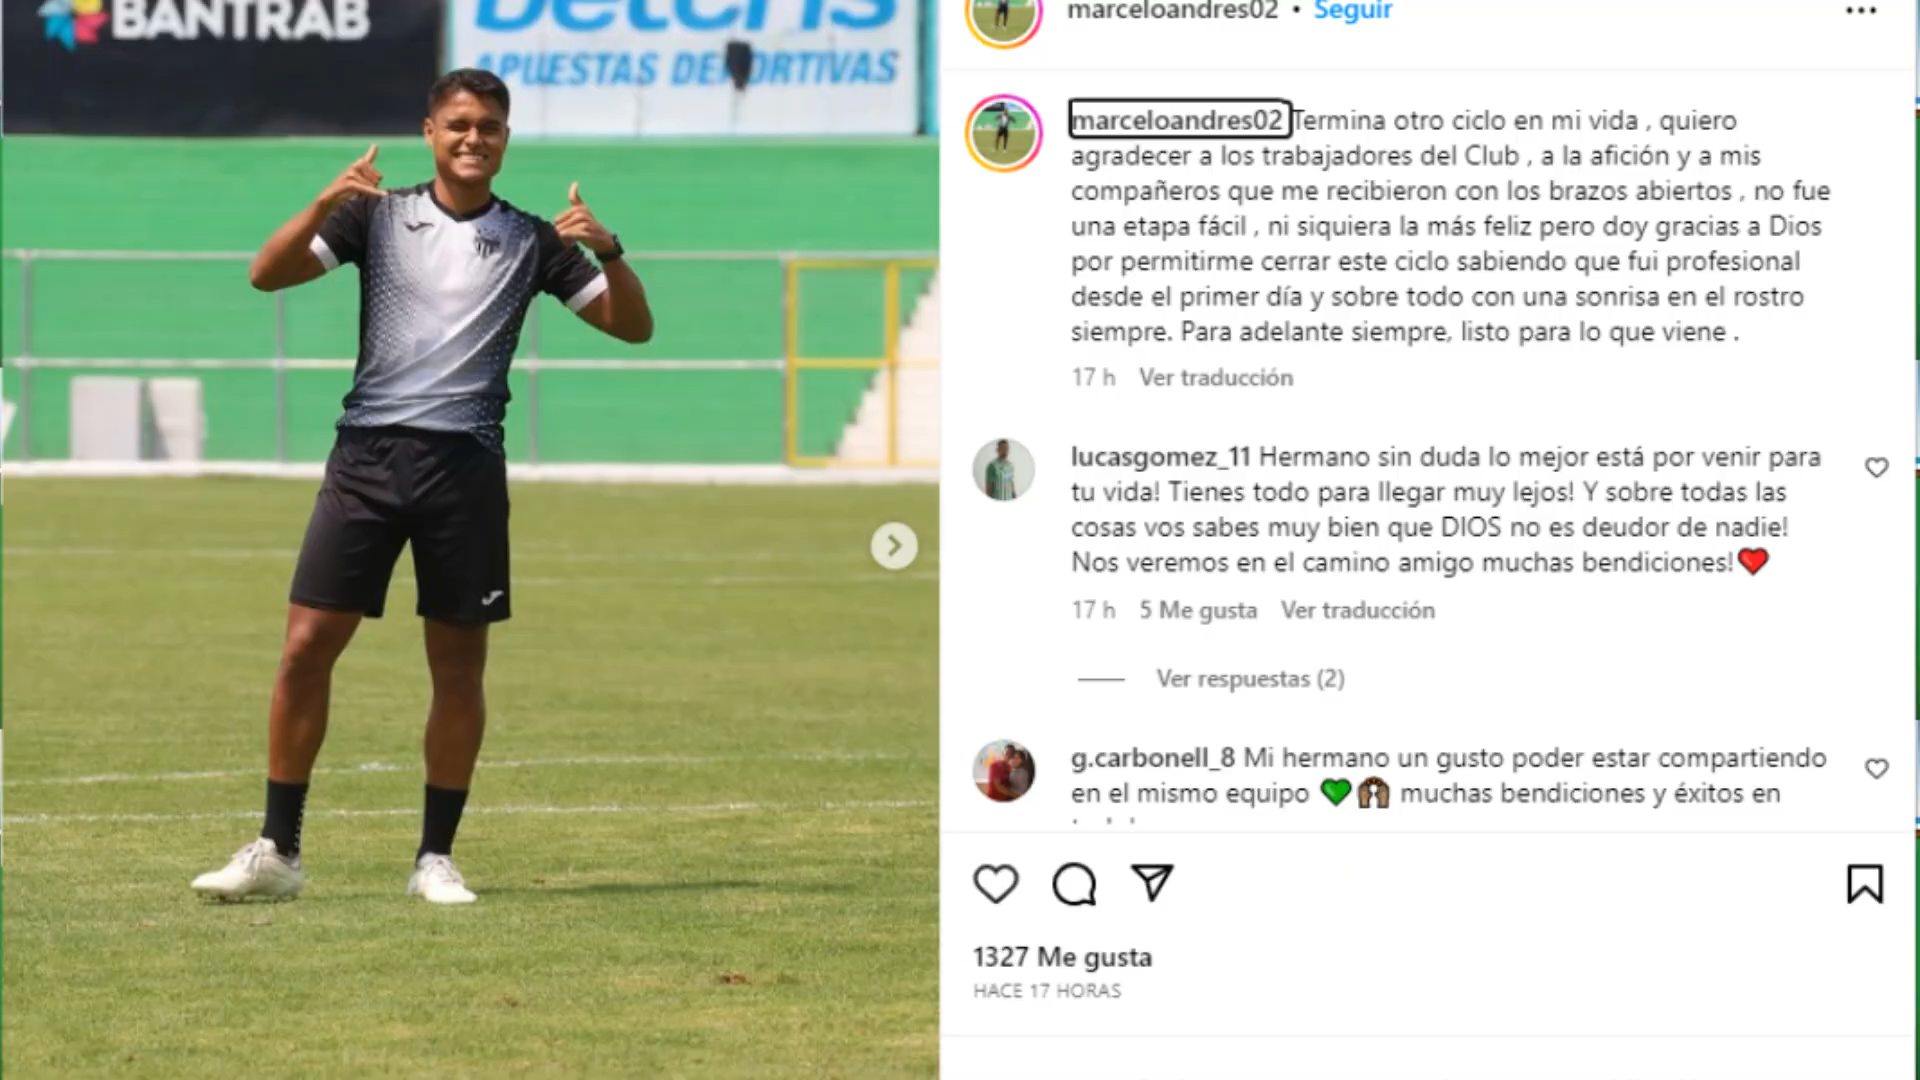 BANTRAB
betcris
APUESTAS DEPORTIVAS
marceloandres02 • Seguir
marceloandres02 Termina otro ciclo en mi vida , quiero
agradecer a los trabajadores del Club , a la afición y a mis
compañeros que me recibieron con los brazos abiertos , no fue
una etapa fácil , ni siquiera la más feliz pero doy gracias a Dios
por permitirme cerrar este ciclo sabiendo que fui profesional
desde el primer día y sobre todo con una sonrisa en el rostro
siempre. Para adelante siempre, listo para lo que viene .
17 h Ver traducción
lucasgomez_11 Hermano sin duda lo mejor está por venir para
tu vida! Tienes todo para llegar muy lejos! Y sobre todas las
cosas vos sabes muy bien que DIOS no es deudor de nadie!
Nos veremos en el camino amigo muchas bendiciones!❤️
17 h 5 Me gusta Ver traducción
Ver respuestas (2)
g.carbonell_8 Mi hermano un gusto poder estar compartiendo
en el mismo equipo 💚🙌🏾 muchas bendiciones y éxitos en
1327 Me gusta
HACE 17 HORAS